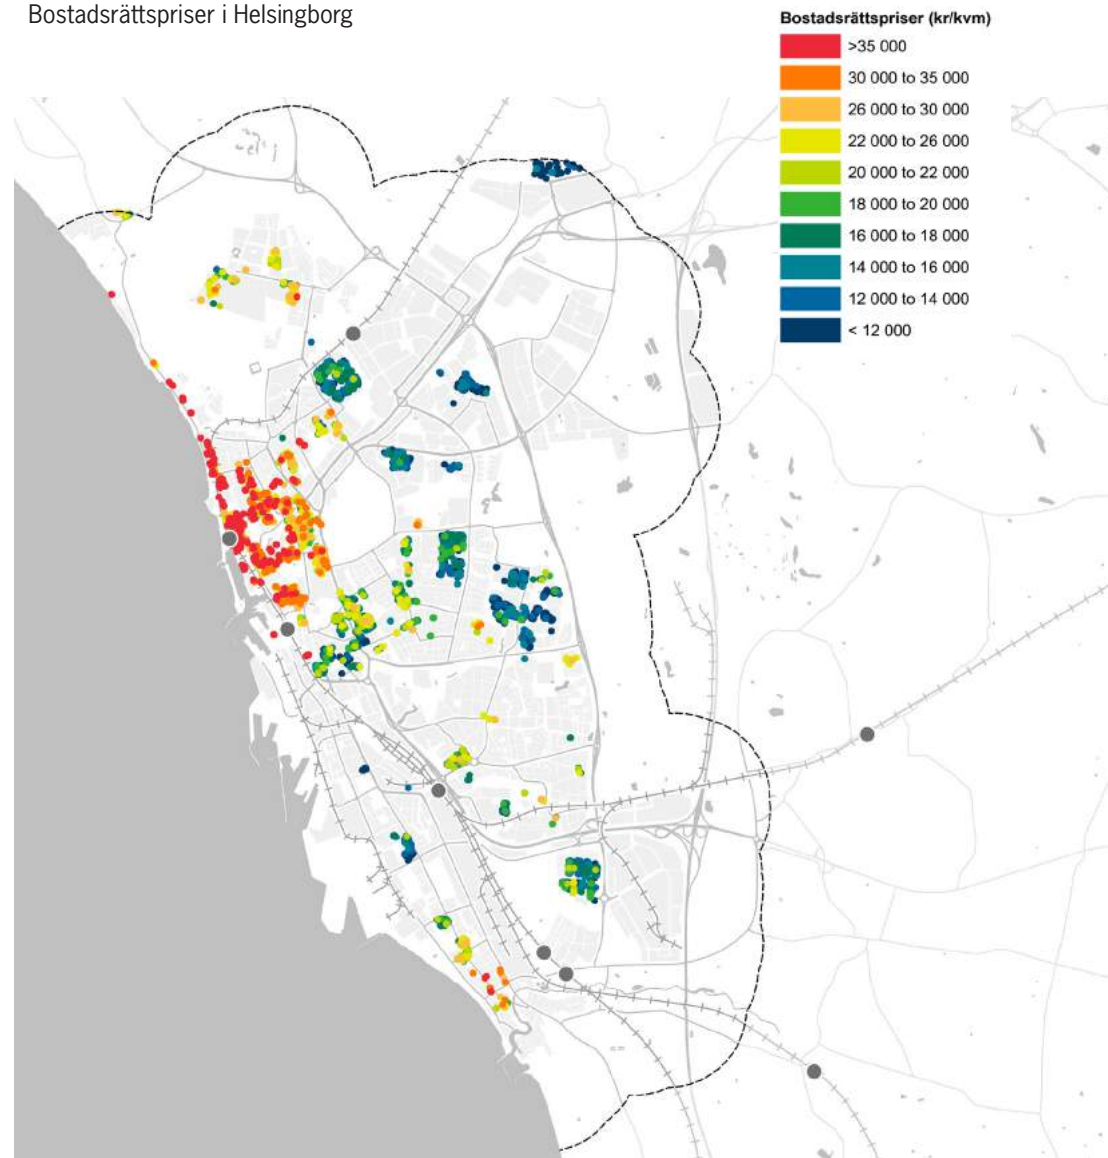 Bostadsrättspriser i Helsingborg
Bostadsrättspriser (kr/kvm)
>35 000
30 000 to 35 000
26 000 to 30 000
22 000 to 26 000
20 000 to 22 000
18 000 to 20 000
16 000 to 18 000
14 000 to 16 000
12 000 to 14 000
< 12 000